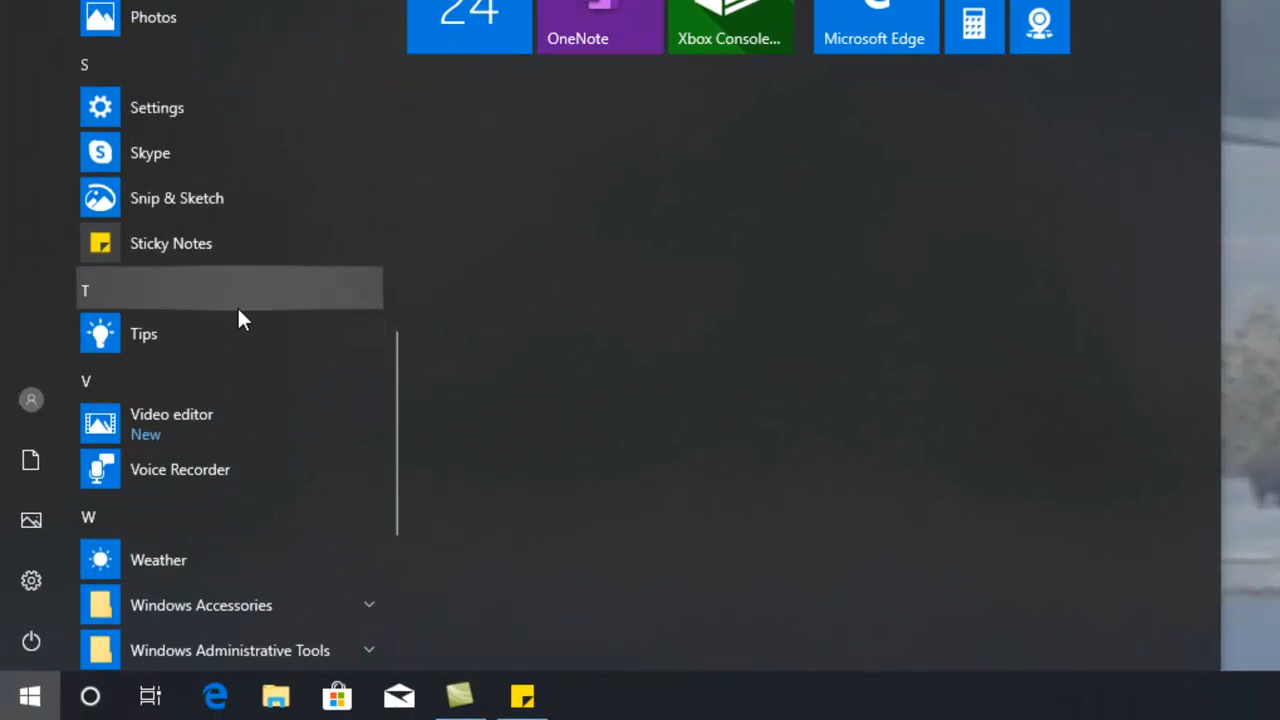 Photos
S
Settings
Skype
Snip & Sketch
Sticky Notes
T
Tips
V
Video editor
New
Voice Recorder
W
Weather
Windows Accessories
Windows Administrative Tools
24
OneNote
Xbox Console...
Microsoft Edge